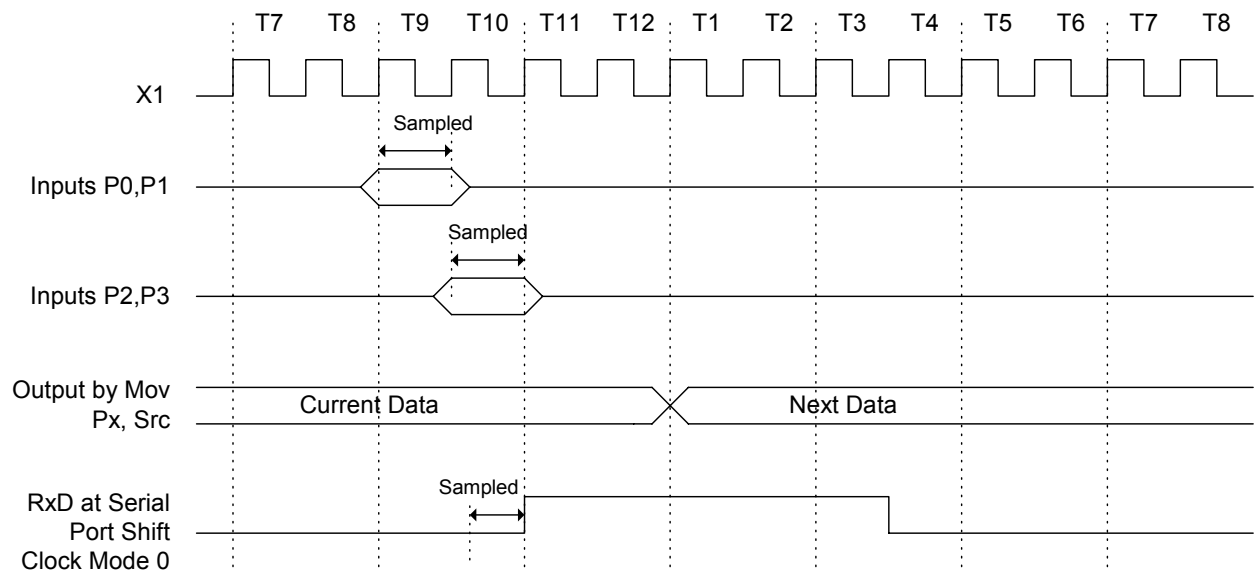 T7 T8 T9 T10 T11 T12 T1 T2 T3 T4 T5 T6 T7 T8
X1
Sampled
Inputs P0,P1
Sampled
Inputs P2,P3
Output by Mov
Px, Src
Current Data
Next Data
RxD at Serial
Port Shift
Clock Mode 0
Sampled